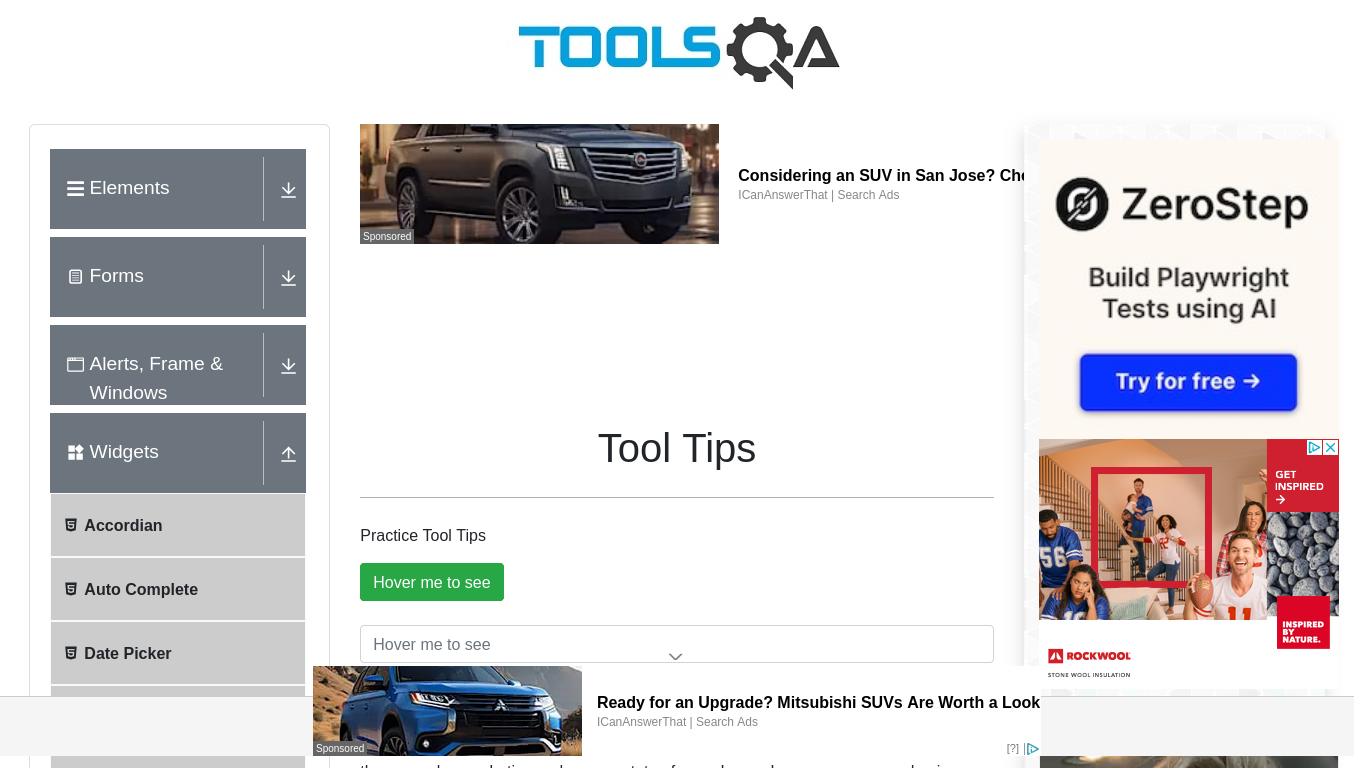 TOOLSQA
Elements
Forms
Alerts, Frame &
Windows
Widgets
Accordian
Auto Complete
Date Picker
Sponsored
Considering an SUV in San Jose? Che
ICanAnswerThat | Search Ads
Tool Tips
Practice Tool Tips
Hover me to see
Hover me to see
Sponsored
Ready for an Upgrade? Mitsubishi SUVs Are Worth a Look
ICanAnswerThat | Search Ads
[?]
ZeroStep
Build Playwright
Tests using AI
Try for free →
GET
INSPIRED
→
56
INSPIRED
BY
NATURE.
ROCKWOOL
STONE WOOL INSULATION